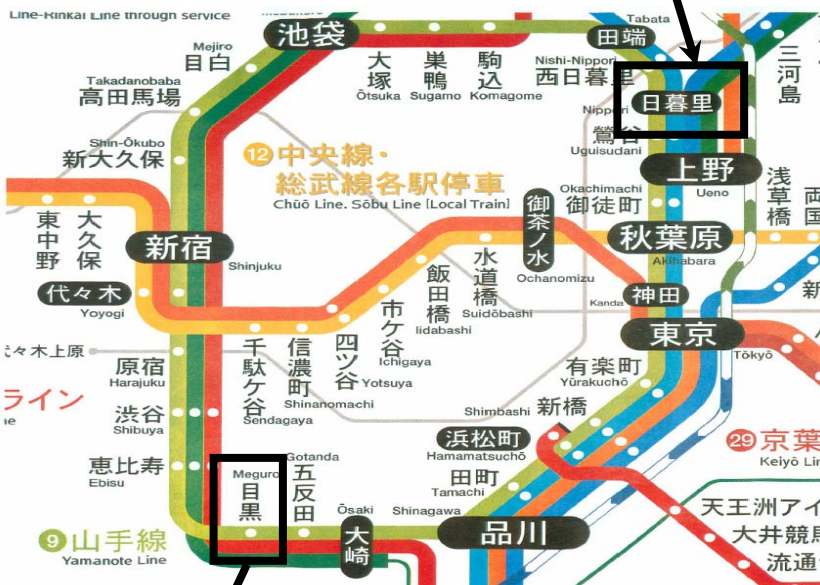 Line-Rinkai Line through service
池袋
Tabata
田端
Mejiro
目白
大塚
Ōtsuka
巣鴨
Sugamo
駒込
Komagome
Nishi-Nippori
西日暮里
三河島
Takadanobaba
高田馬場
Nippori
日暮里
鶯谷
Uguisudani
Shin-Ōkubo
新大久保
⑫中央線・
総武線各駅停車
Chūō Line. Sōbu Line [Local Train]
上野
Ueno
浅草橋
両国
Okachimachi
御徒町
御茶ノ水
Ochanomizu
秋葉原
Akihabara
東中野
大久保
新宿
Shinjuku
水道橋
Suidōbashi
飯田橋
Iidabashi
代々木
Yoyogi
Kanda
神田
市ケ谷
Ichigaya
東京
Tōkyō
代々木上原
千駄ケ谷
Sendagaya
信濃町
Shinanomachi
四ツ谷
Yotsuya
原宿
Harajuku
有楽町
Yūrakuchō
ライン
渋谷
Shibuya
Shimbashi
新橋
浜松町
Hamamatsuchō
㉙京葉
Keiyō Li
恵比寿
Ebisu
Meguro
目黒
Gotanda
五反田
田町
Tamachi
Ōsaki
大崎
Shinagawa
品川
⑨山手線
Yamanote Line
天王洲アイ
大井競馬
流通